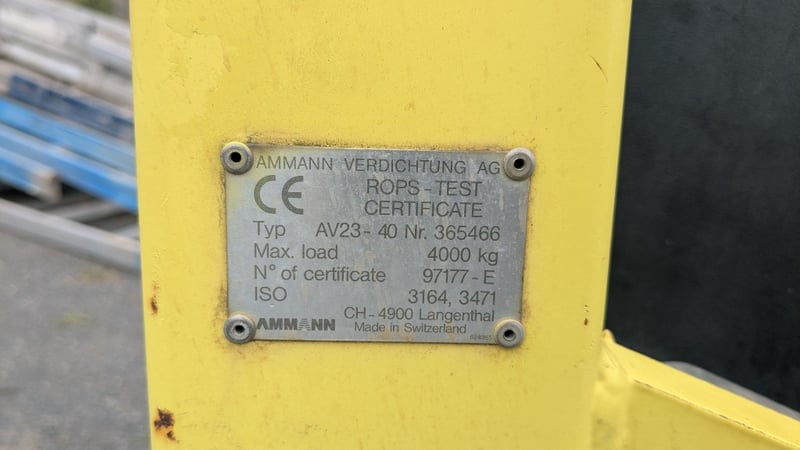 AMMANN VERDICHTUNG AG
CE ROPS - TEST
CERTIFICATE
Typ AV23 - 40 Nr. 365466
Max. load 4000 kg
N° of certificate 97177 - E
ISO 3164, 3471
CH - 4900 Langenthal
AMMANN Made in Switzerland